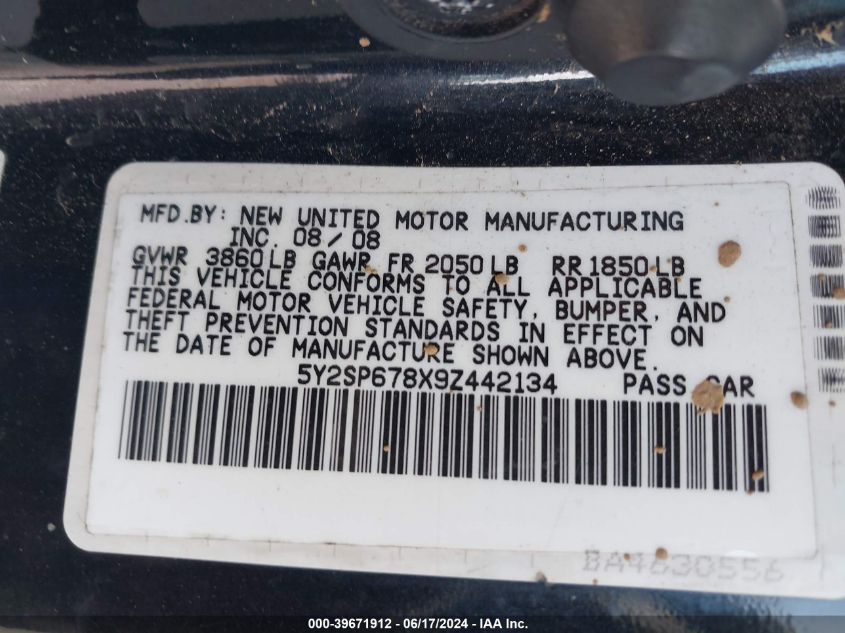 MFD.BY: NEW UNITED MOTOR MANUFACTURING
INC. 08/08
GVWR 3860LB GAWR FR 2050LB RR1850LB
THIS VEHICLE CONFORMS TO ALL APPLICABLE
FEDERAL MOTOR VEHICLE SAFETY, BUMPER, AND
THEFT PREVENTION STANDARDS IN EFFECT ON
THE DATE OF MANUFACTURE SHOWN ABOVE.
5Y2SP678X9Z442134 PASS CAR
BA4630556
000-39671912 - 06/17/2024 - IAA Inc.